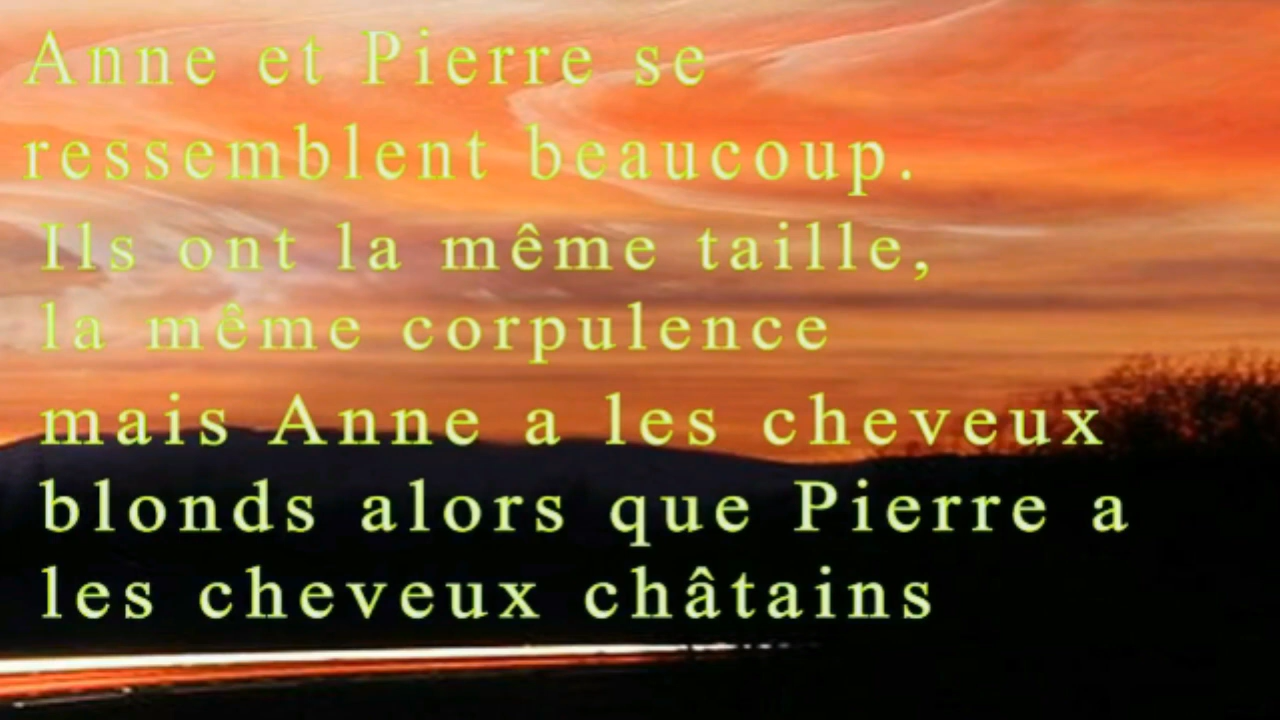 Anne et Pierre se
ressemblent beaucoup.
Ils ont la même taille,
la même corpulence
mais Anne a les cheveux
blonds alors que Pierre a
les cheveux châtains